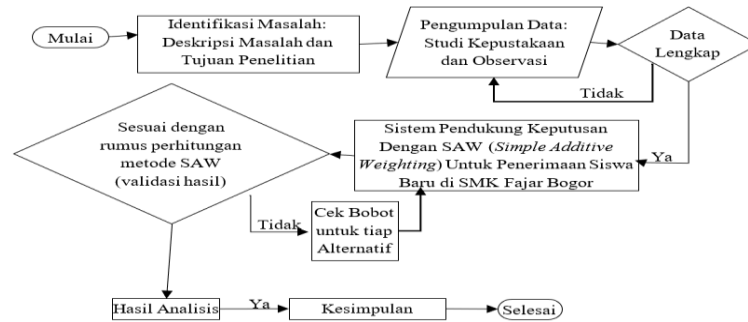 Mulai
Identifikasi Masalah:
Deskripsi Masalah dan
Tujuan Penelitian
Pengumpulan Data:
Studi Kepustakaan
dan Observasi
Data
Lengkap
Tidak
Ya
Sistem Pendukung Keputusan
Dengan SAW (Simple Additive
Weighting) Untuk Penerimaan Siswa
Baru di SMK Fajar Bogor
Sesuai dengan
rumus perhitungan
metode SAW
(validasi hasil)
Tidak
Cek Bobot
untuk tiap
Alternatif
Hasil Analisis
Ya
Kesimpulan
Selesai